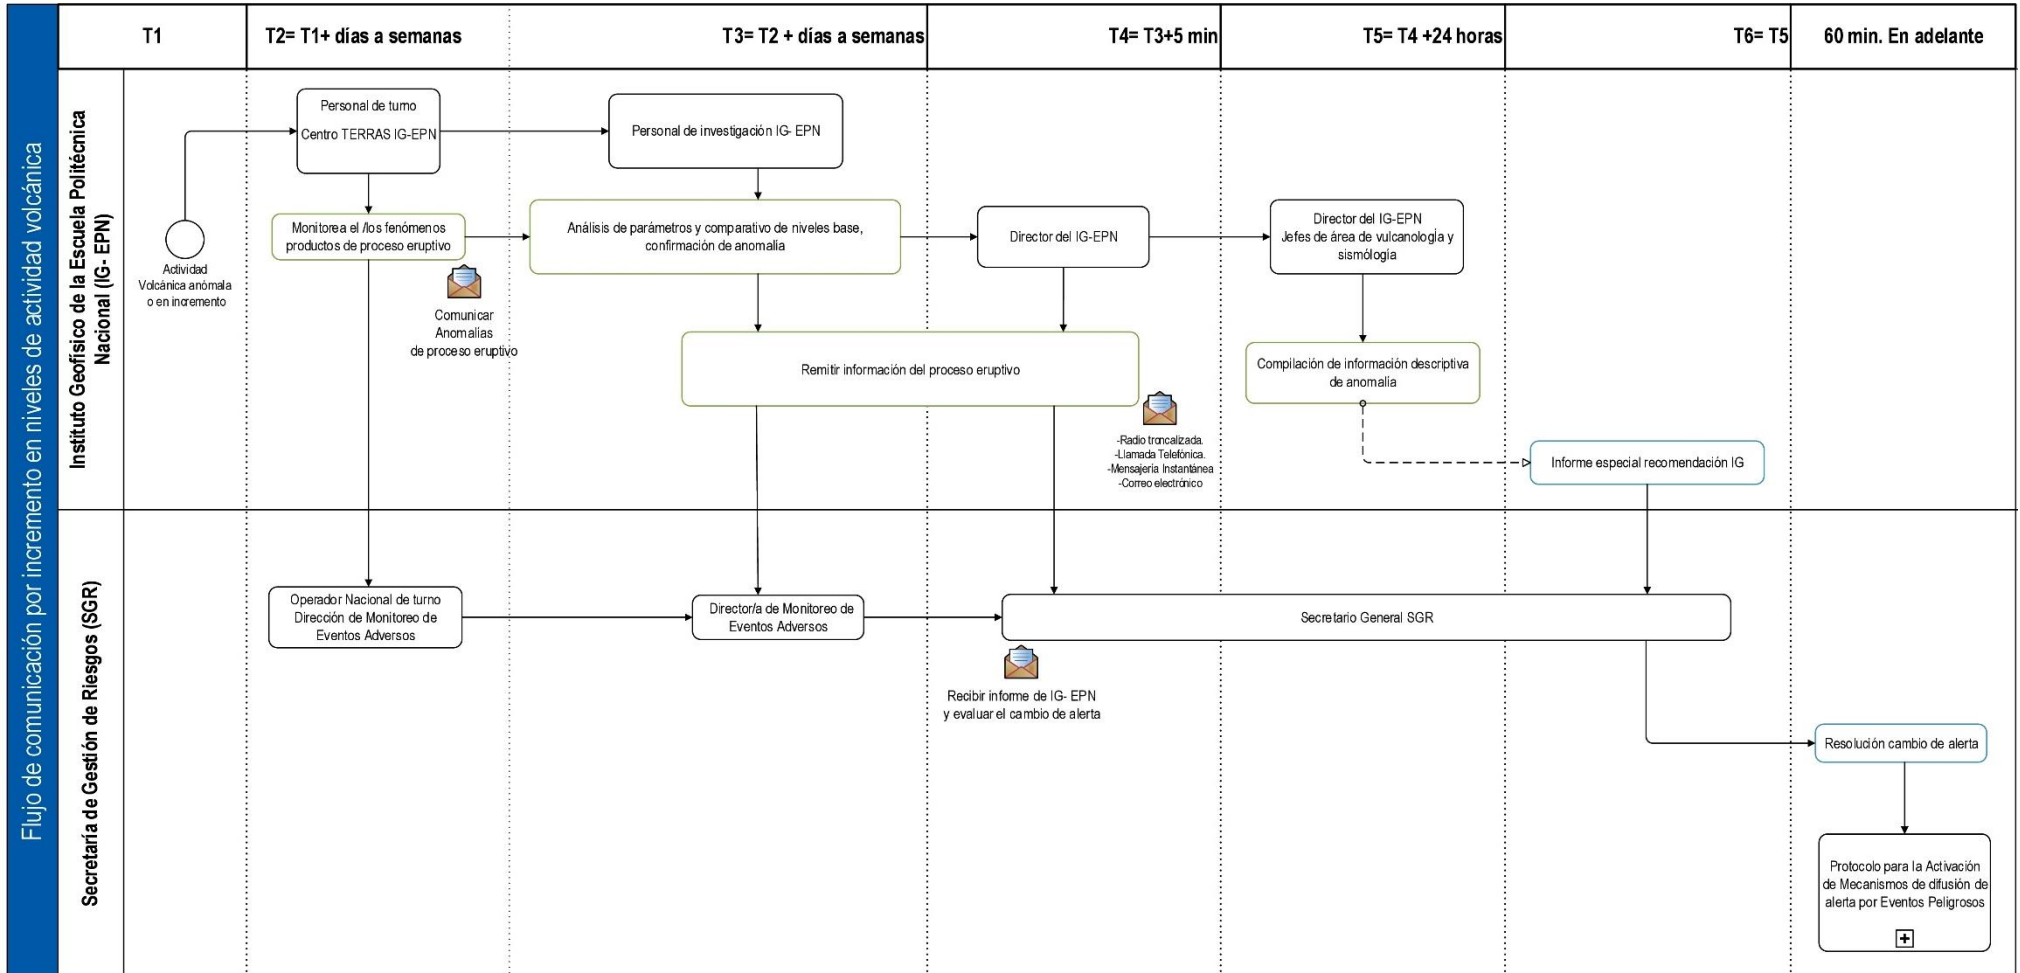 Flujo de comunicación por incremento en niveles de actividad volcánica
T1
T2= T1+ días a semanas
T3= T2 + días a semanas
T4= T3+5 min
T5= T4 +24 horas
T6= T5
60 min. En adelante
Instituto Geofísico de la Escuela Politécnica
Nacional (IG- EPN)
Actividad
Volcánica anómala
o en incremento
Personal de turno
Centro TERRAS IG-EPN
Monitorea el /los fenómenos
productos de proceso eruptivo
Comunicar
Anomalías
de proceso eruptivo
Personal de investigación IG- EPN
Análisis de parámetros y comparativo de niveles base,
confirmación de anomalía
Director del IG-EPN
Director del IG-EPN
Jefes de área de vulcanología y
sismólogía
Remitir información del proceso eruptivo
-Radio troncalizada.
-Llamada Telefónica.
-Mensajería Instantánea
-Correo electrónico
Compilación de información descriptiva
de anomalía
Informe especial recomendación IG
Secretaría de Gestión de Riesgos (SGR)
Operador Nacional de turno
Dirección de Monitoreo de
Eventos Adversos
Director/a de Monitoreo de
Eventos Adversos
Secretario General SGR
Recibir informe de IG- EPN
y evaluar el cambio de alerta
Resolución cambio de alerta
Protocolo para la Activación
de Mecanismos de difusión de
alerta por Eventos Peligrosos